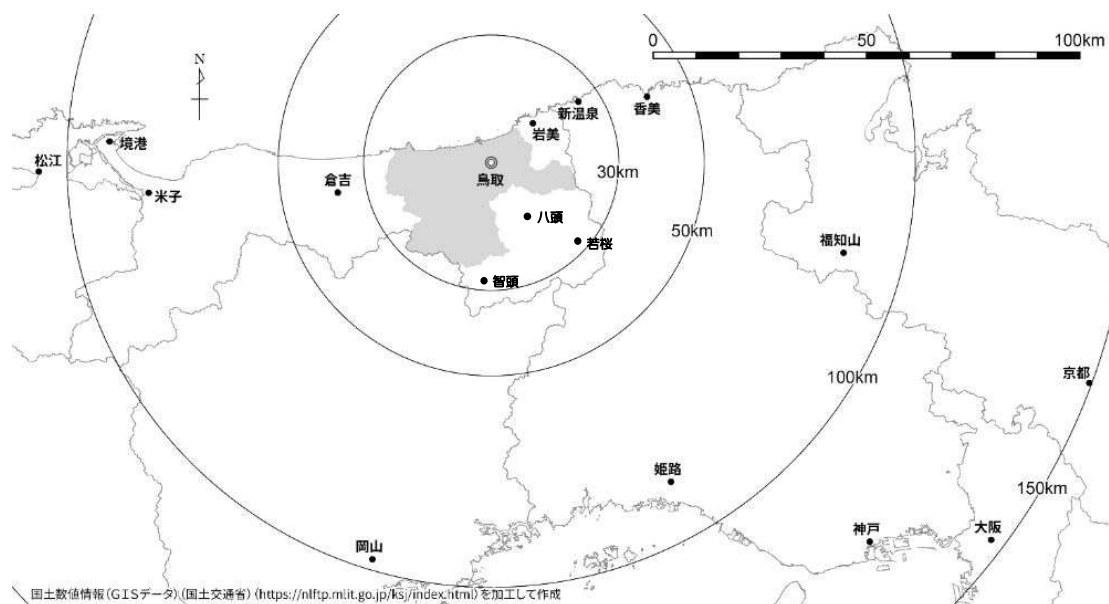 0
50
100km
N
新温泉
香美
岩美
境港
松江
鳥取
30km
米子
倉吉
八頭
50km
若桜
福知山
智頭
京都
100km
姫路
150km
神戸
大阪
岡山
国土数値情報(GISデータ)(国土交通省)(https://nlftp.mlit.go.jp/ksj/index.html)を加工して作成